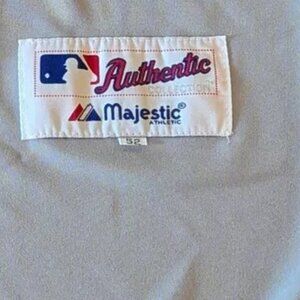 Authentic
COLLECTION
Majestic®
ATHLETIC
52